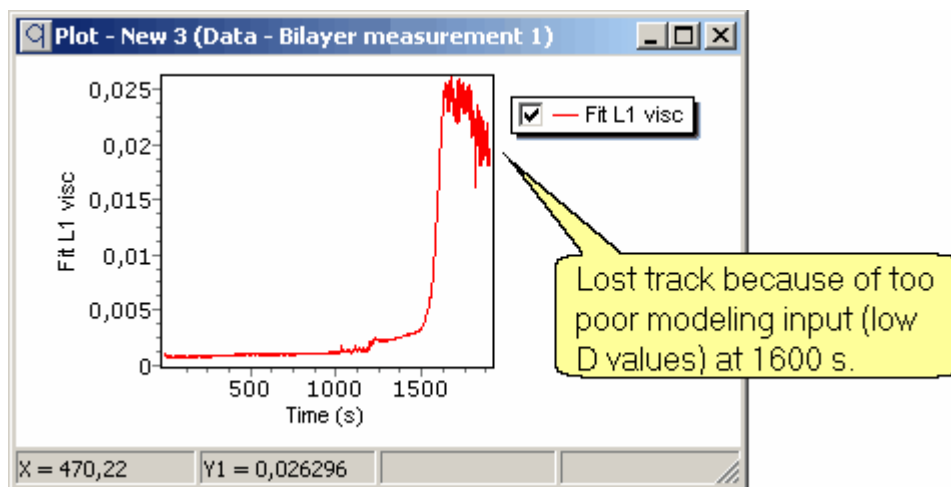 Plot - New 3 (Data - Bilayer measurement 1)
0,025
0,02
0,015
0,01
0,005
0
Fit L1 visc
500 1000 1500
Time (s)
Fit L1 visc
Lost track because of too
poor modeling input (low
D values) at 1600 s.
X = 470,22 Y1 = 0,026296